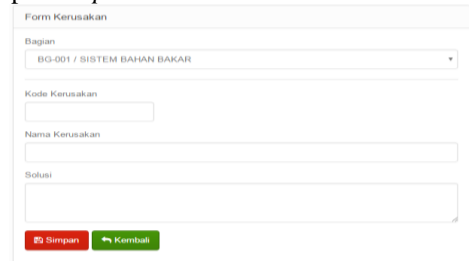 Form Kerusakan
Bagian
BG-001 / SISTEM BAHAN BAKAR
Kode Kerusakan
Nama Kerusakan
Solusi
Simpan Kembali